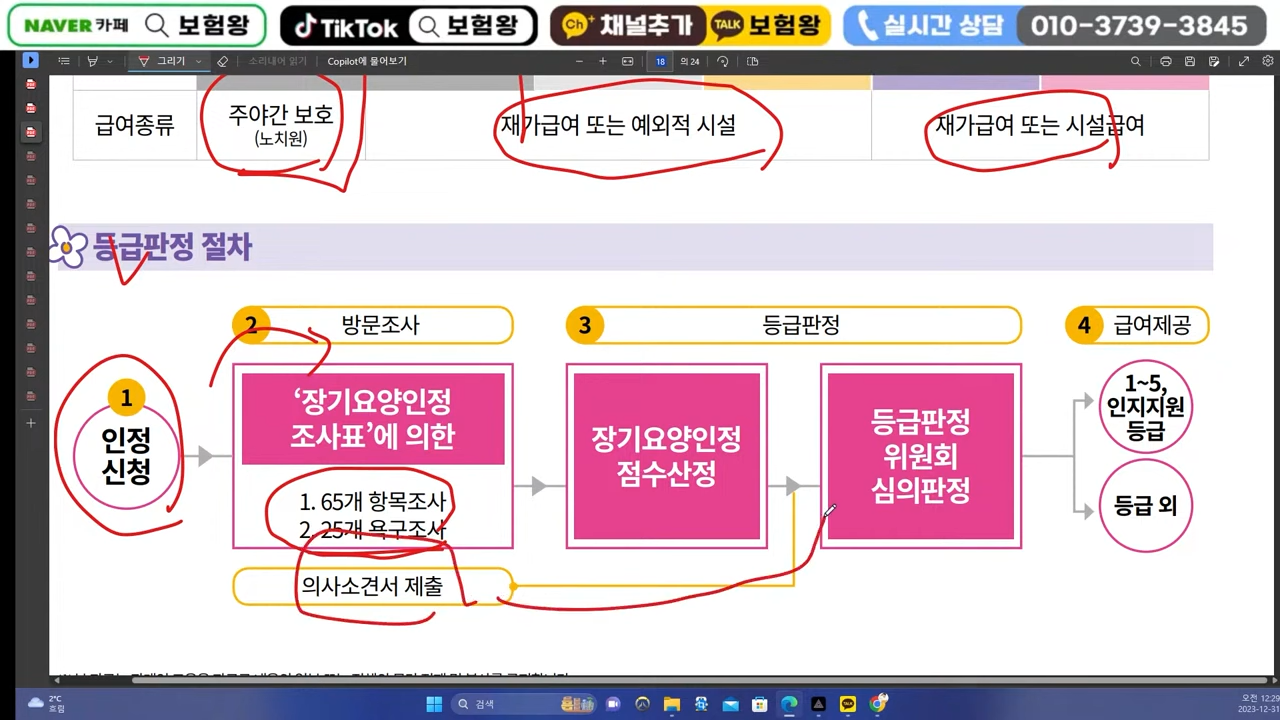 NAVER 카페 보험왕 TikTok 보험왕 Ch+ 채널추가 TALK 보험왕 실시간 상담 010-3739-3845
그리기 소리내어 읽기 Copilot에 물어보기 18 의 24
급여종류 주야간 보호 재가급여 또는 예외적 시설 재가급여 또는 시설급여
(노치원)
등급판정 절차
2 방문조사 3 등급판정 4 급여제공
1
인정
신청
‘장기요양인정
조사표’에 의한
1. 65개 항목조사
2. 25개 욕구조사
의사소견서 제출
장기요양인정
점수산정
등급판정
위원회
심의판정
1~5,
인지지원
등급
등급 외
2°C
흐림
검색
TALK
오전 12:29
2023-12-31